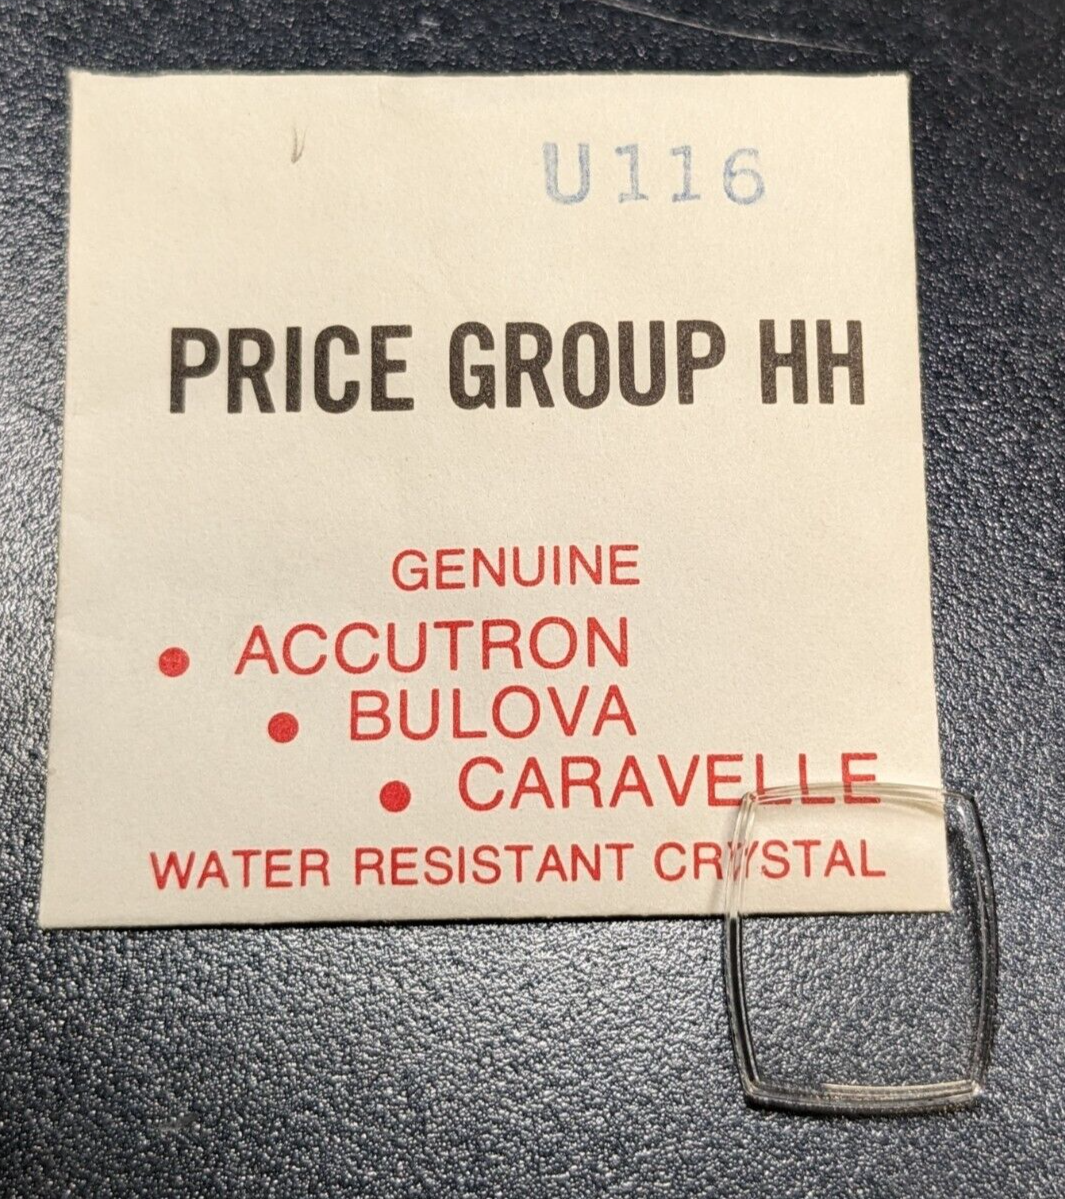 U116
PRICE GROUP HH
GENUINE
• ACCUTRON
• BULOVA
• CARAVELLE
WATER RESISTANT CRYSTAL